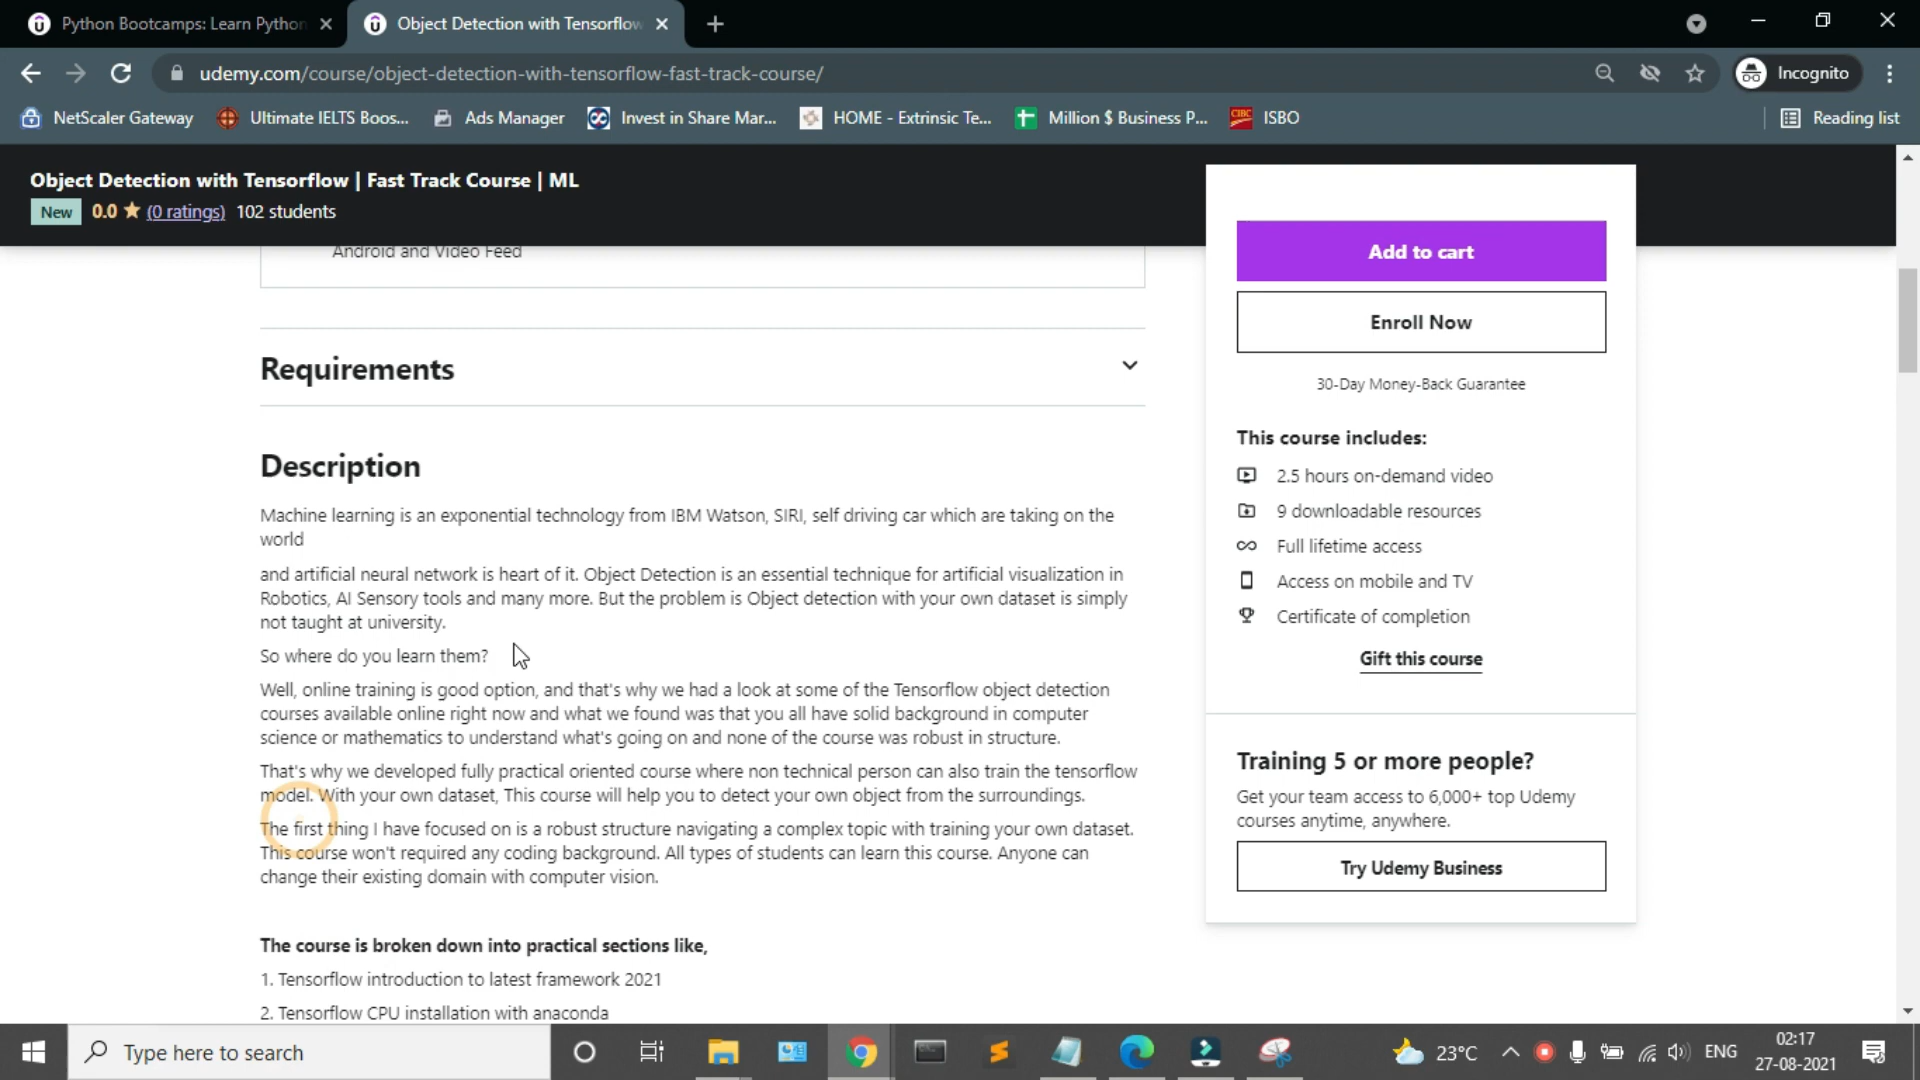 Python Bootcamps: Learn Python
Object Detection with Tensorflow
udemy.com/course/object-detection-with-tensorflow-fast-track-course/
Incognito
NetScaler Gateway
Ultimate IELTS Boos...
Ads Manager
Invest in Share Mar...
HOME - Extrinsic Te...
Million $ Business P...
CIBC
ISBO
Reading list
Object Detection with Tensorflow | Fast Track Course | ML
New 0.0 ★ (0 ratings) 102 students
Android and Video Feed
Requirements
Description
Machine learning is an exponential technology from IBM Watson, SIRI, self driving car which are taking on the
world
and artificial neural network is heart of it. Object Detection is an essential technique for artificial visualization in
Robotics, AI Sensory tools and many more. But the problem is Object detection with your own dataset is simply
not taught at university.
So where do you learn them?
Well, online training is good option, and that's why we had a look at some of the Tensorflow object detection
courses available online right now and what we found was that you all have solid background in computer
science or mathematics to understand what's going on and none of the course was robust in structure.
That's why we developed fully practical oriented course where non technical person can also train the tensorflow
model. With your own dataset, This course will help you to detect your own object from the surroundings.
The first thing I have focused on is a robust structure navigating a complex topic with training your own dataset.
This course won't required any coding background. All types of students can learn this course. Anyone can
change their existing domain with computer vision.
The course is broken down into practical sections like,
1. Tensorflow introduction to latest framework 2021
2. Tensorflow CPU installation with anaconda
Add to cart
Enroll Now
30-Day Money-Back Guarantee
This course includes:
2.5 hours on-demand video
9 downloadable resources
Full lifetime access
Access on mobile and TV
Certificate of completion
Gift this course
Training 5 or more people?
Get your team access to 6,000+ top Udemy
courses anytime, anywhere.
Try Udemy Business
Type here to search
23°C
ENG
02:17
27-08-2021